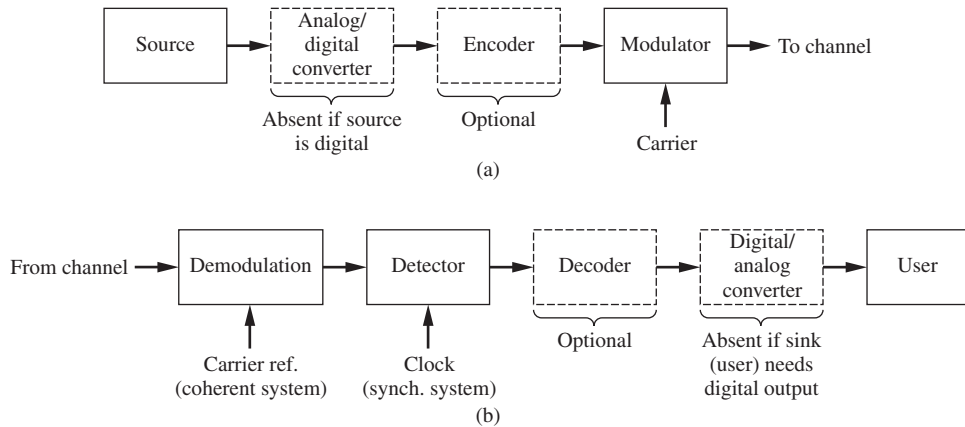 Source
Analog/
digital
converter
Encoder
Modulator
To channel
Absent if source
is digital
Optional
Carrier
(a)
From channel
Demodulation
Detector
Decoder
Digital/
analog
converter
User
Carrier ref.
(coherent system)
Clock
(synch. system)
Optional
Absent if sink
(user) needs
digital output
(b)